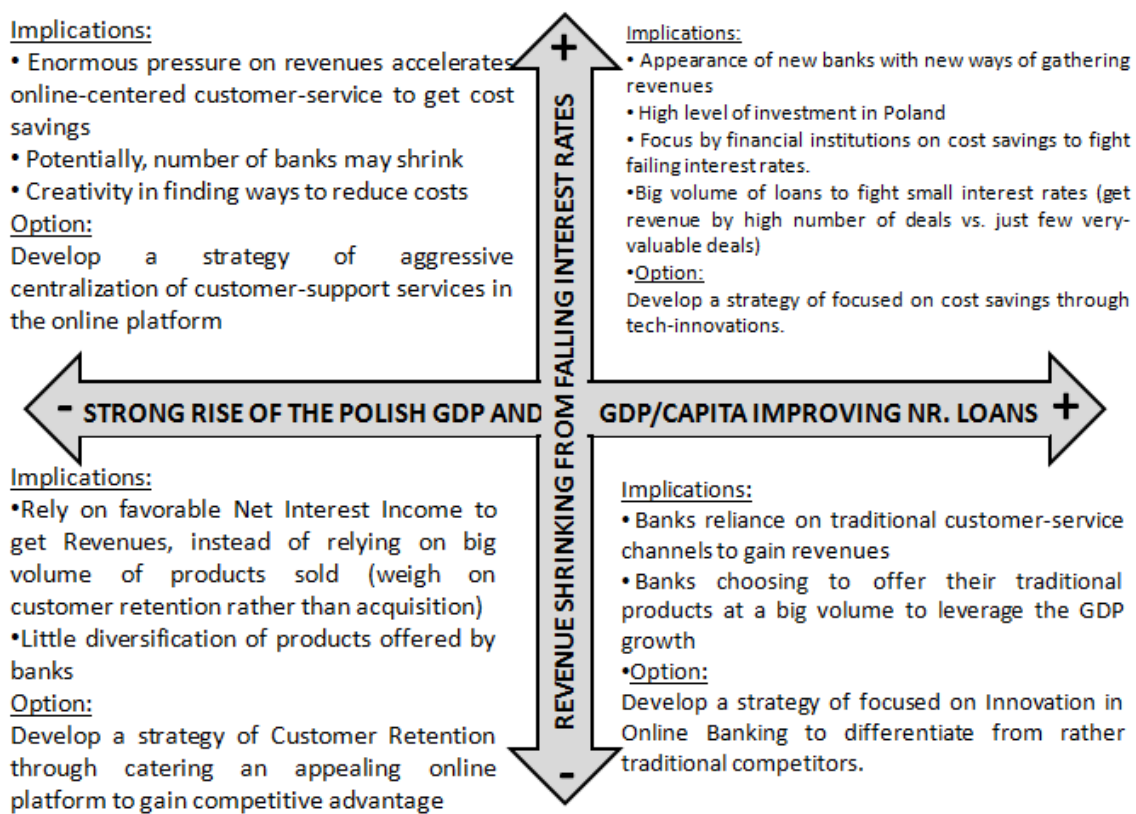 Implications:
• Enormous pressure on revenues accelerates
online-centered customer-service to get cost
savings
• Potentially, number of banks may shrink
• Creativity in finding ways to reduce costs
Option:
Develop a strategy of aggressive
centralization of customer-support services in
the online platform
+
Implications:
• Appearance of new banks with new ways of gathering
revenues
• High level of investment in Poland
• Focus by financial institutions on cost savings to fight
failing interest rates.
•Big volume of loans to fight small interest rates (get
revenue by high number of deals vs. just few very-
valuable deals)
•Option:
Develop a strategy of focused on cost savings through
tech-innovations.
REVENUE SHRINKING FROM FALLING INTEREST RATES
- STRONG RISE OF THE POLISH GDP AND GDP/CAPITA IMPROVING NR. LOANS +
Implications:
•Rely on favorable Net Interest Income to
get Revenues, instead of relying on big
volume of products sold (weigh on
customer retention rather than acquisition)
•Little diversification of products offered by
banks
Option:
Develop a strategy of Customer Retention
through catering an appealing online
platform to gain competitive advantage
Implications:
• Banks reliance on traditional customer-service
channels to gain revenues
• Banks choosing to offer their traditional
products at a big volume to leverage the GDP
growth
•Option:
Develop a strategy of focused on Innovation in
Online Banking to differentiate from rather
traditional competitors.
-